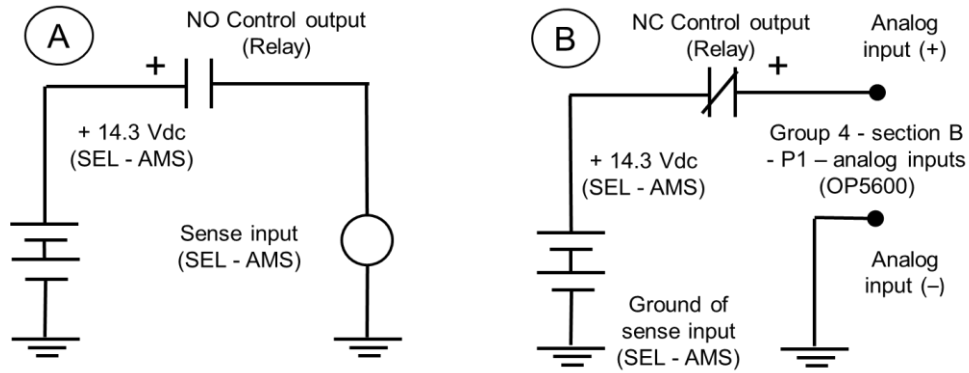 A
NO Control output
(Relay)
+
+ 14.3 Vdc
(SEL - AMS)
Sense input
(SEL - AMS)
B
NC Control output
(Relay)
+
Analog
input (+)
+ 14.3 Vdc
(SEL - AMS)
Group 4 - section B
- P1 – analog inputs
(OP5600)
Analog
input (–)
Ground of
sense input
(SEL - AMS)